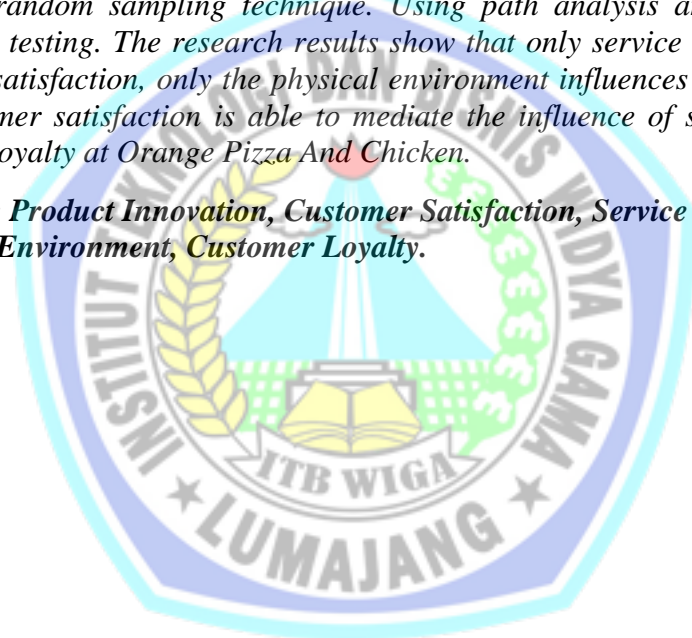 random sampling technique. Using path analysis
testing. The research results show that only service
satisfaction, only the physical environment influences
mer satisfaction is able to mediate the influence of s
oyalty at Orange Pizza And Chicken.
Product Innovation, Customer Satisfaction, Service
Environment, Customer Loyalty.
INSTITUT TEKNOLOGI DAN BISNIS WIDYA GAMA
ITB WIGA
LUMAJANG